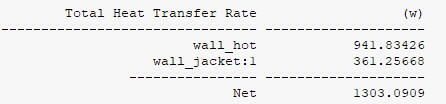 Total Heat Transfer Rate (w)
-------------------------------- --------------------
wall_hot 941.83426
wall_jacket:1 361.25668
---------------- --------------------
Net 1303.0909